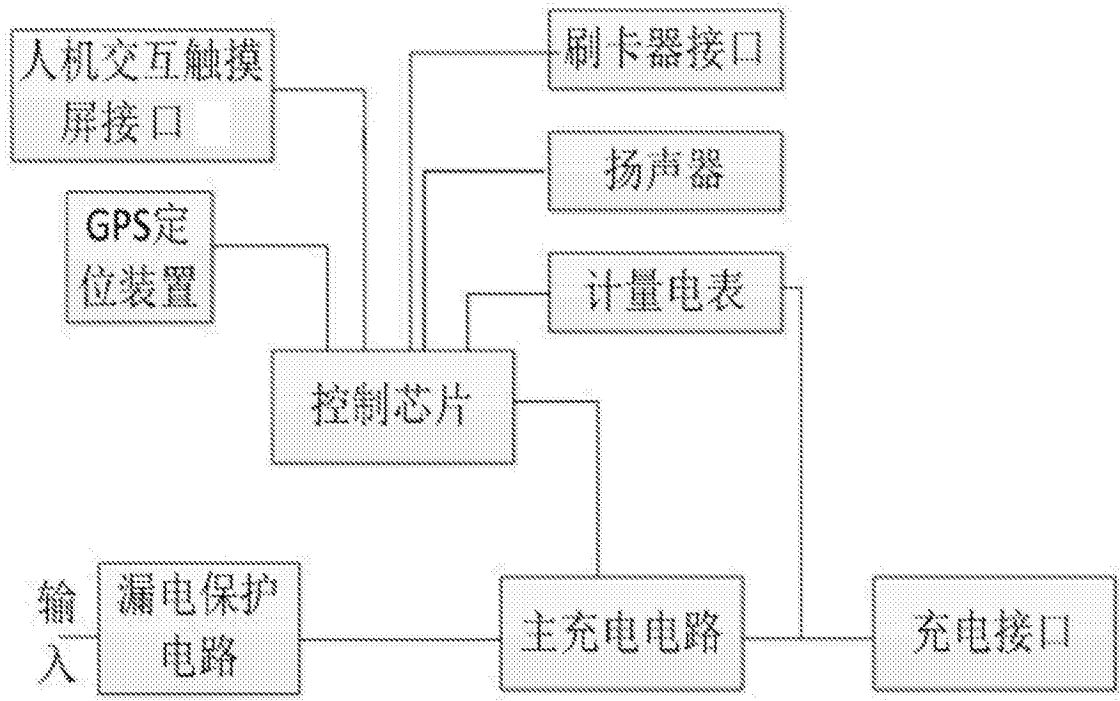 人机交互触摸
屏接口
刷卡器接口
扬声器
GPS定
位装置
计量电表
控制芯片
输
入
漏电保护
电路
主充电电路
充电接口